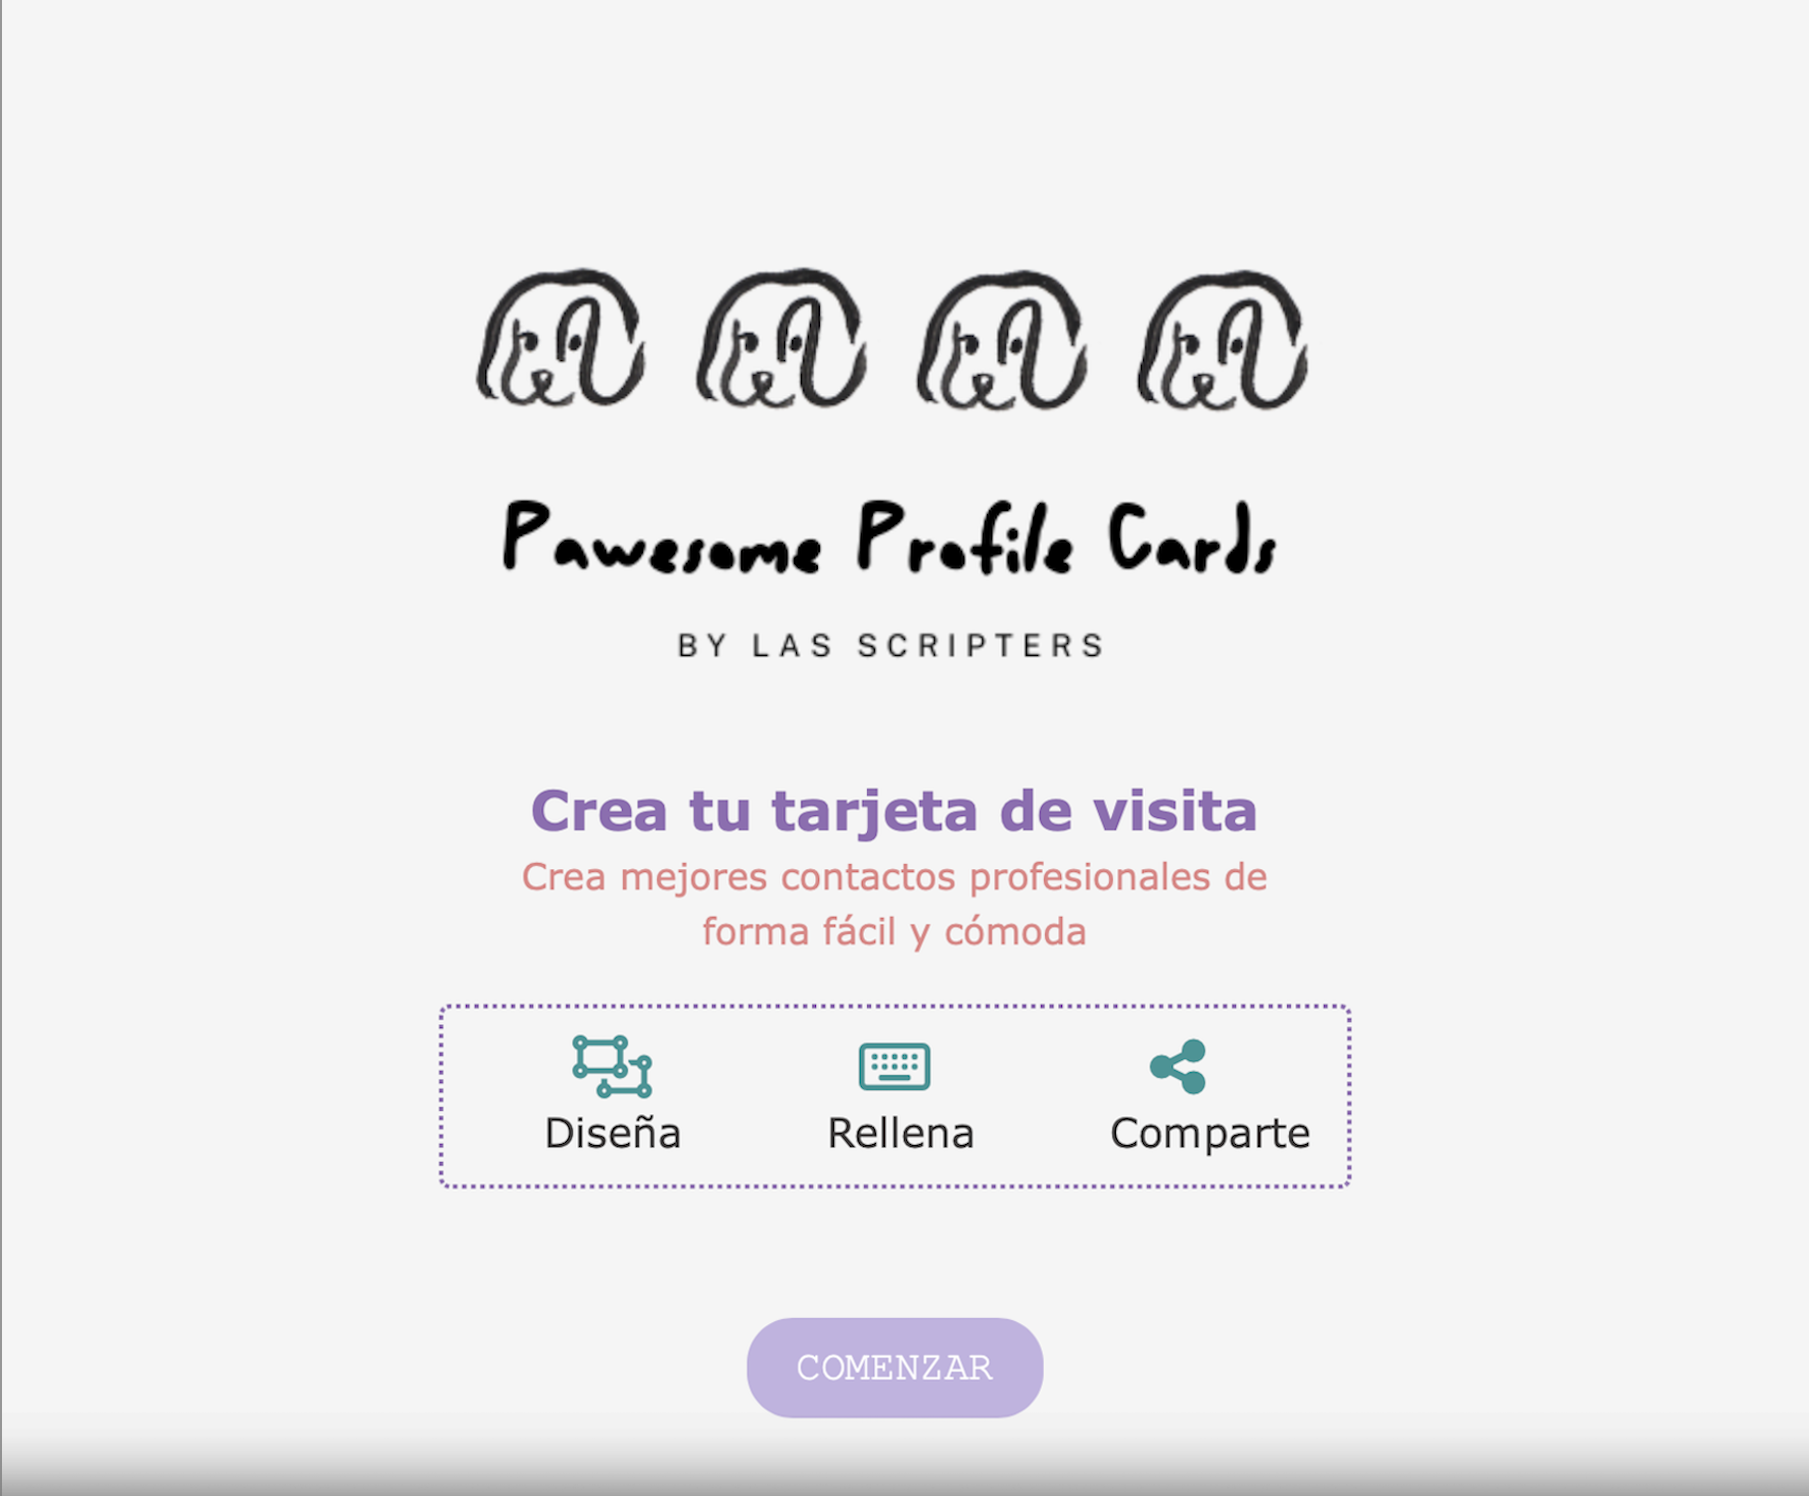 Pawesome Profile Cards
BY LAS SCRIPTERS
Crea tu tarjeta de visita
Crea mejores contactos profesionales de
forma fácil y cómoda
Diseña Rellena Comparte
COMENZAR